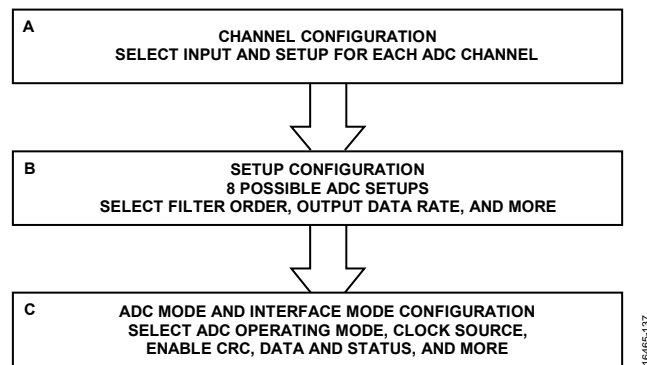 A
CHANNEL CONFIGURATION
SELECT INPUT AND SETUP FOR EACH ADC CHANNEL
B
SETUP CONFIGURATION
8 POSSIBLE ADC SETUPS
SELECT FILTER ORDER, OUTPUT DATA RATE, AND MORE
C
ADC MODE AND INTERFACE MODE CONFIGURATION
SELECT ADC OPERATING MODE, CLOCK SOURCE,
ENABLE CRC, DATA AND STATUS, AND MORE
16465-137